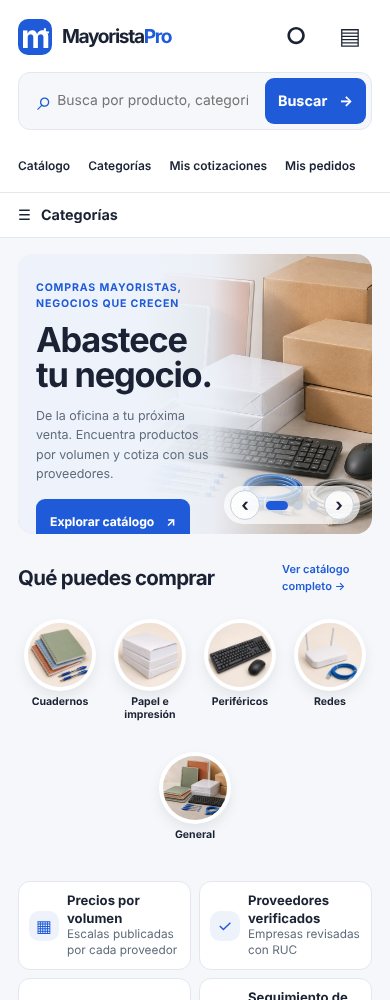 m MayoristaPro
Busca por producto, categorí
Buscar →
Catálogo Categorías Mis cotizaciones Mis pedidos
☰ Categorías
COMPRAS MAYORISTAS,
NEGOCIOS QUE CRECEN
Abastece
tu negocio.
De la oficina a tu próxima
venta. Encuentra productos
por volumen y cotiza con sus
proveedores.
Explorar catálogo ↗
Qué puedes comprar
Ver catálogo
completo →
Cuadernos
Papel e
impresión
Periféricos
Redes
General
Precios por
volumen
Escalas publicadas
por cada proveedor
Proveedores
verificados
Empresas revisadas
con RUC
Seguimiento de